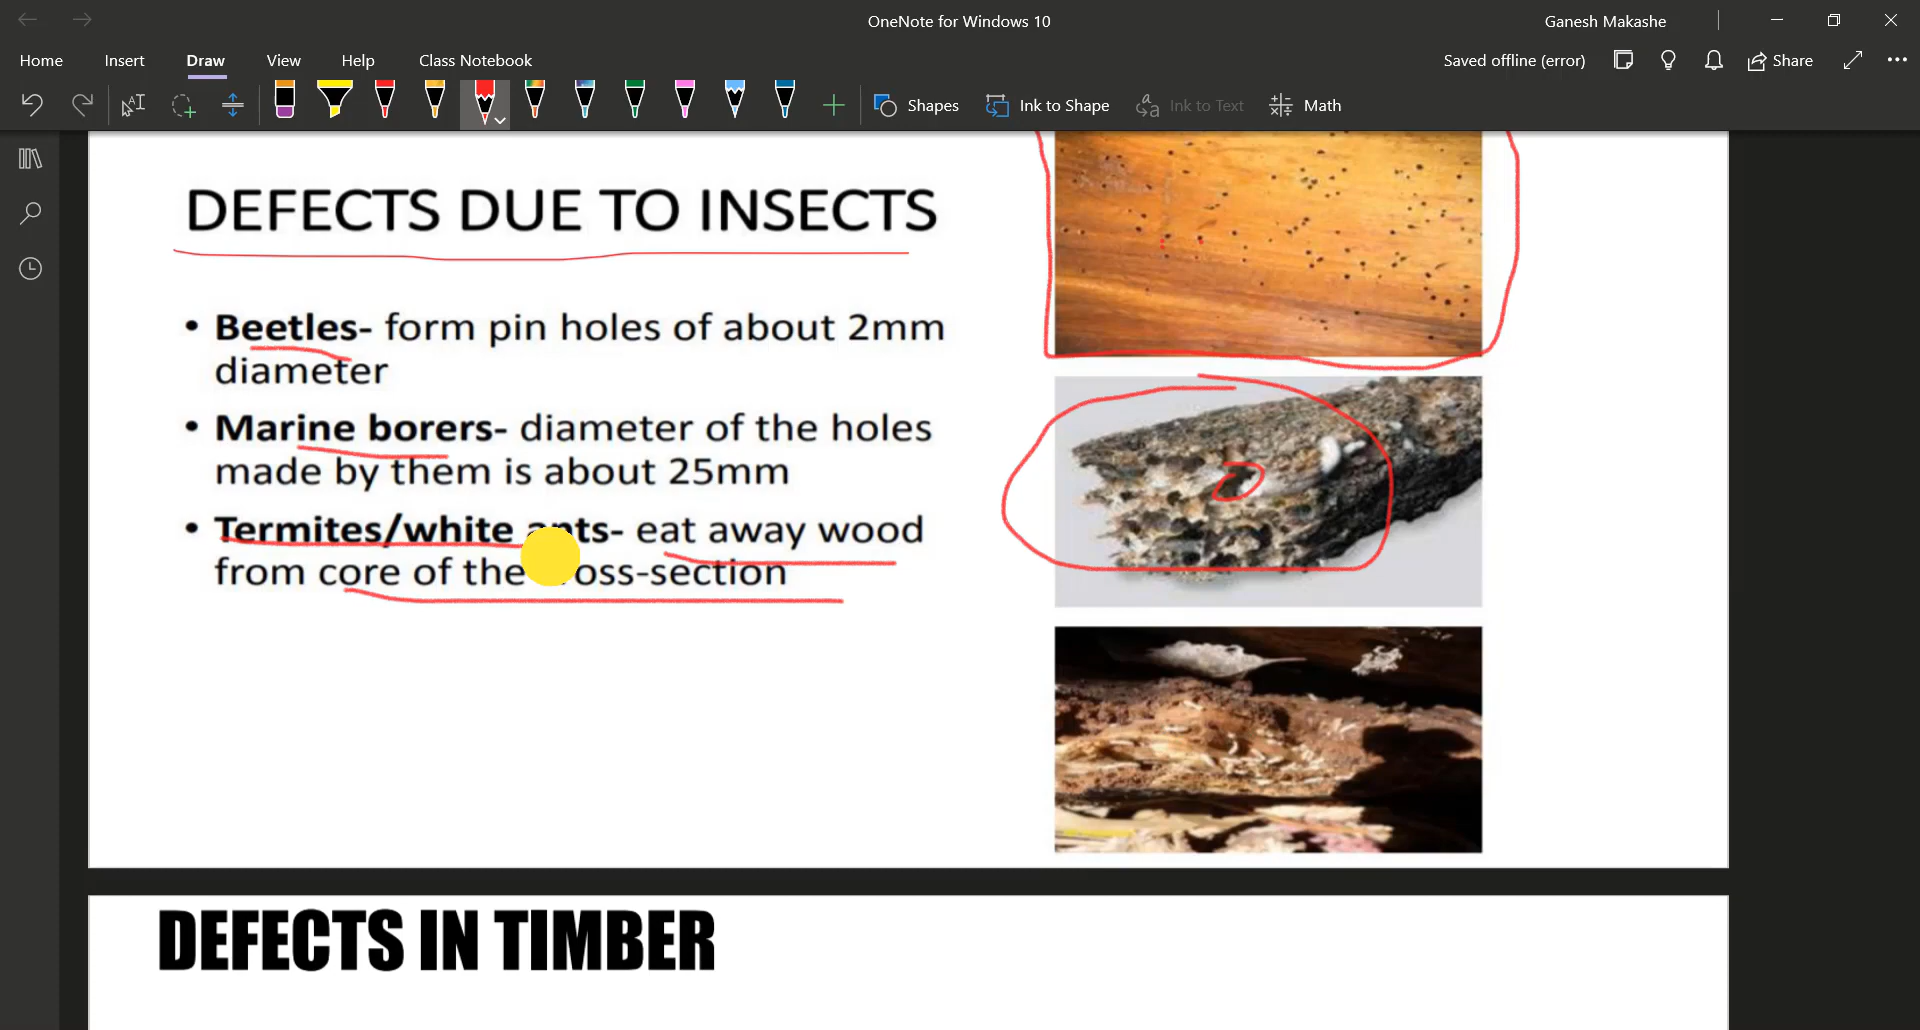 OneNote for Windows 10
Ganesh Makashe
Home Insert Draw View Help Class Notebook
Saved offline (error) Share
Shapes Ink to Shape Ink to Text Math
DEFECTS DUE TO INSECTS
• Beetles- form pin holes of about 2mm
diameter
• Marine borers- diameter of the holes
made by them is about 25mm
• Termites/white ants- eat away wood
from core of the cross-section
DEFECTS IN TIMBER